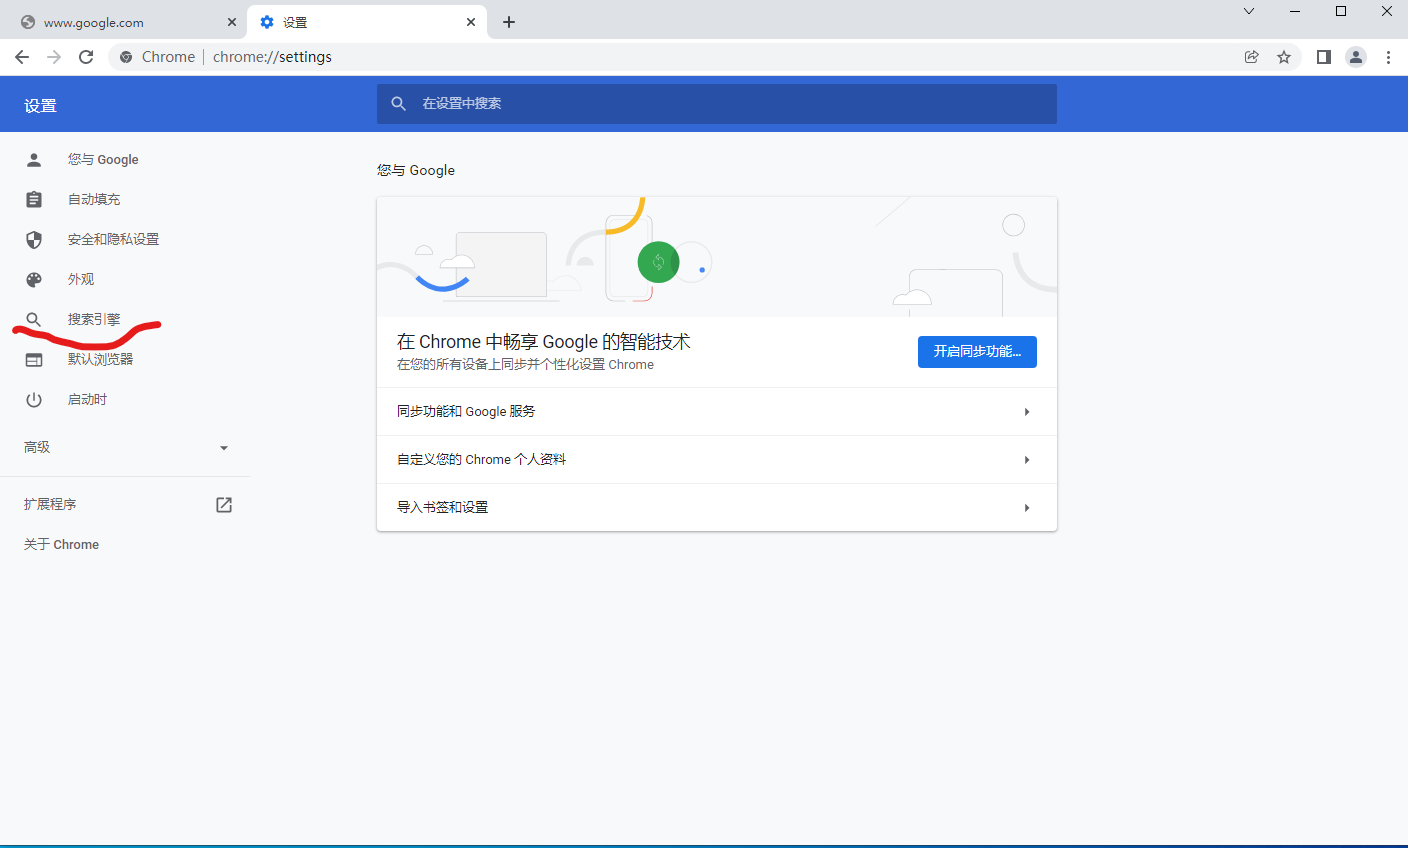 www.google.com
设置
Chrome | chrome://settings
设置
在设置中搜索
您与 Google
自动填充
安全和隐私设置
外观
搜索引擎
默认浏览器
启动时
高级
扩展程序
关于 Chrome
您与 Google
在 Chrome 中畅享 Google 的智能技术
在您的所有设备上同步并个性化设置 Chrome
开启同步功能...
同步功能和 Google 服务
自定义您的 Chrome 个人资料
导入书签和设置